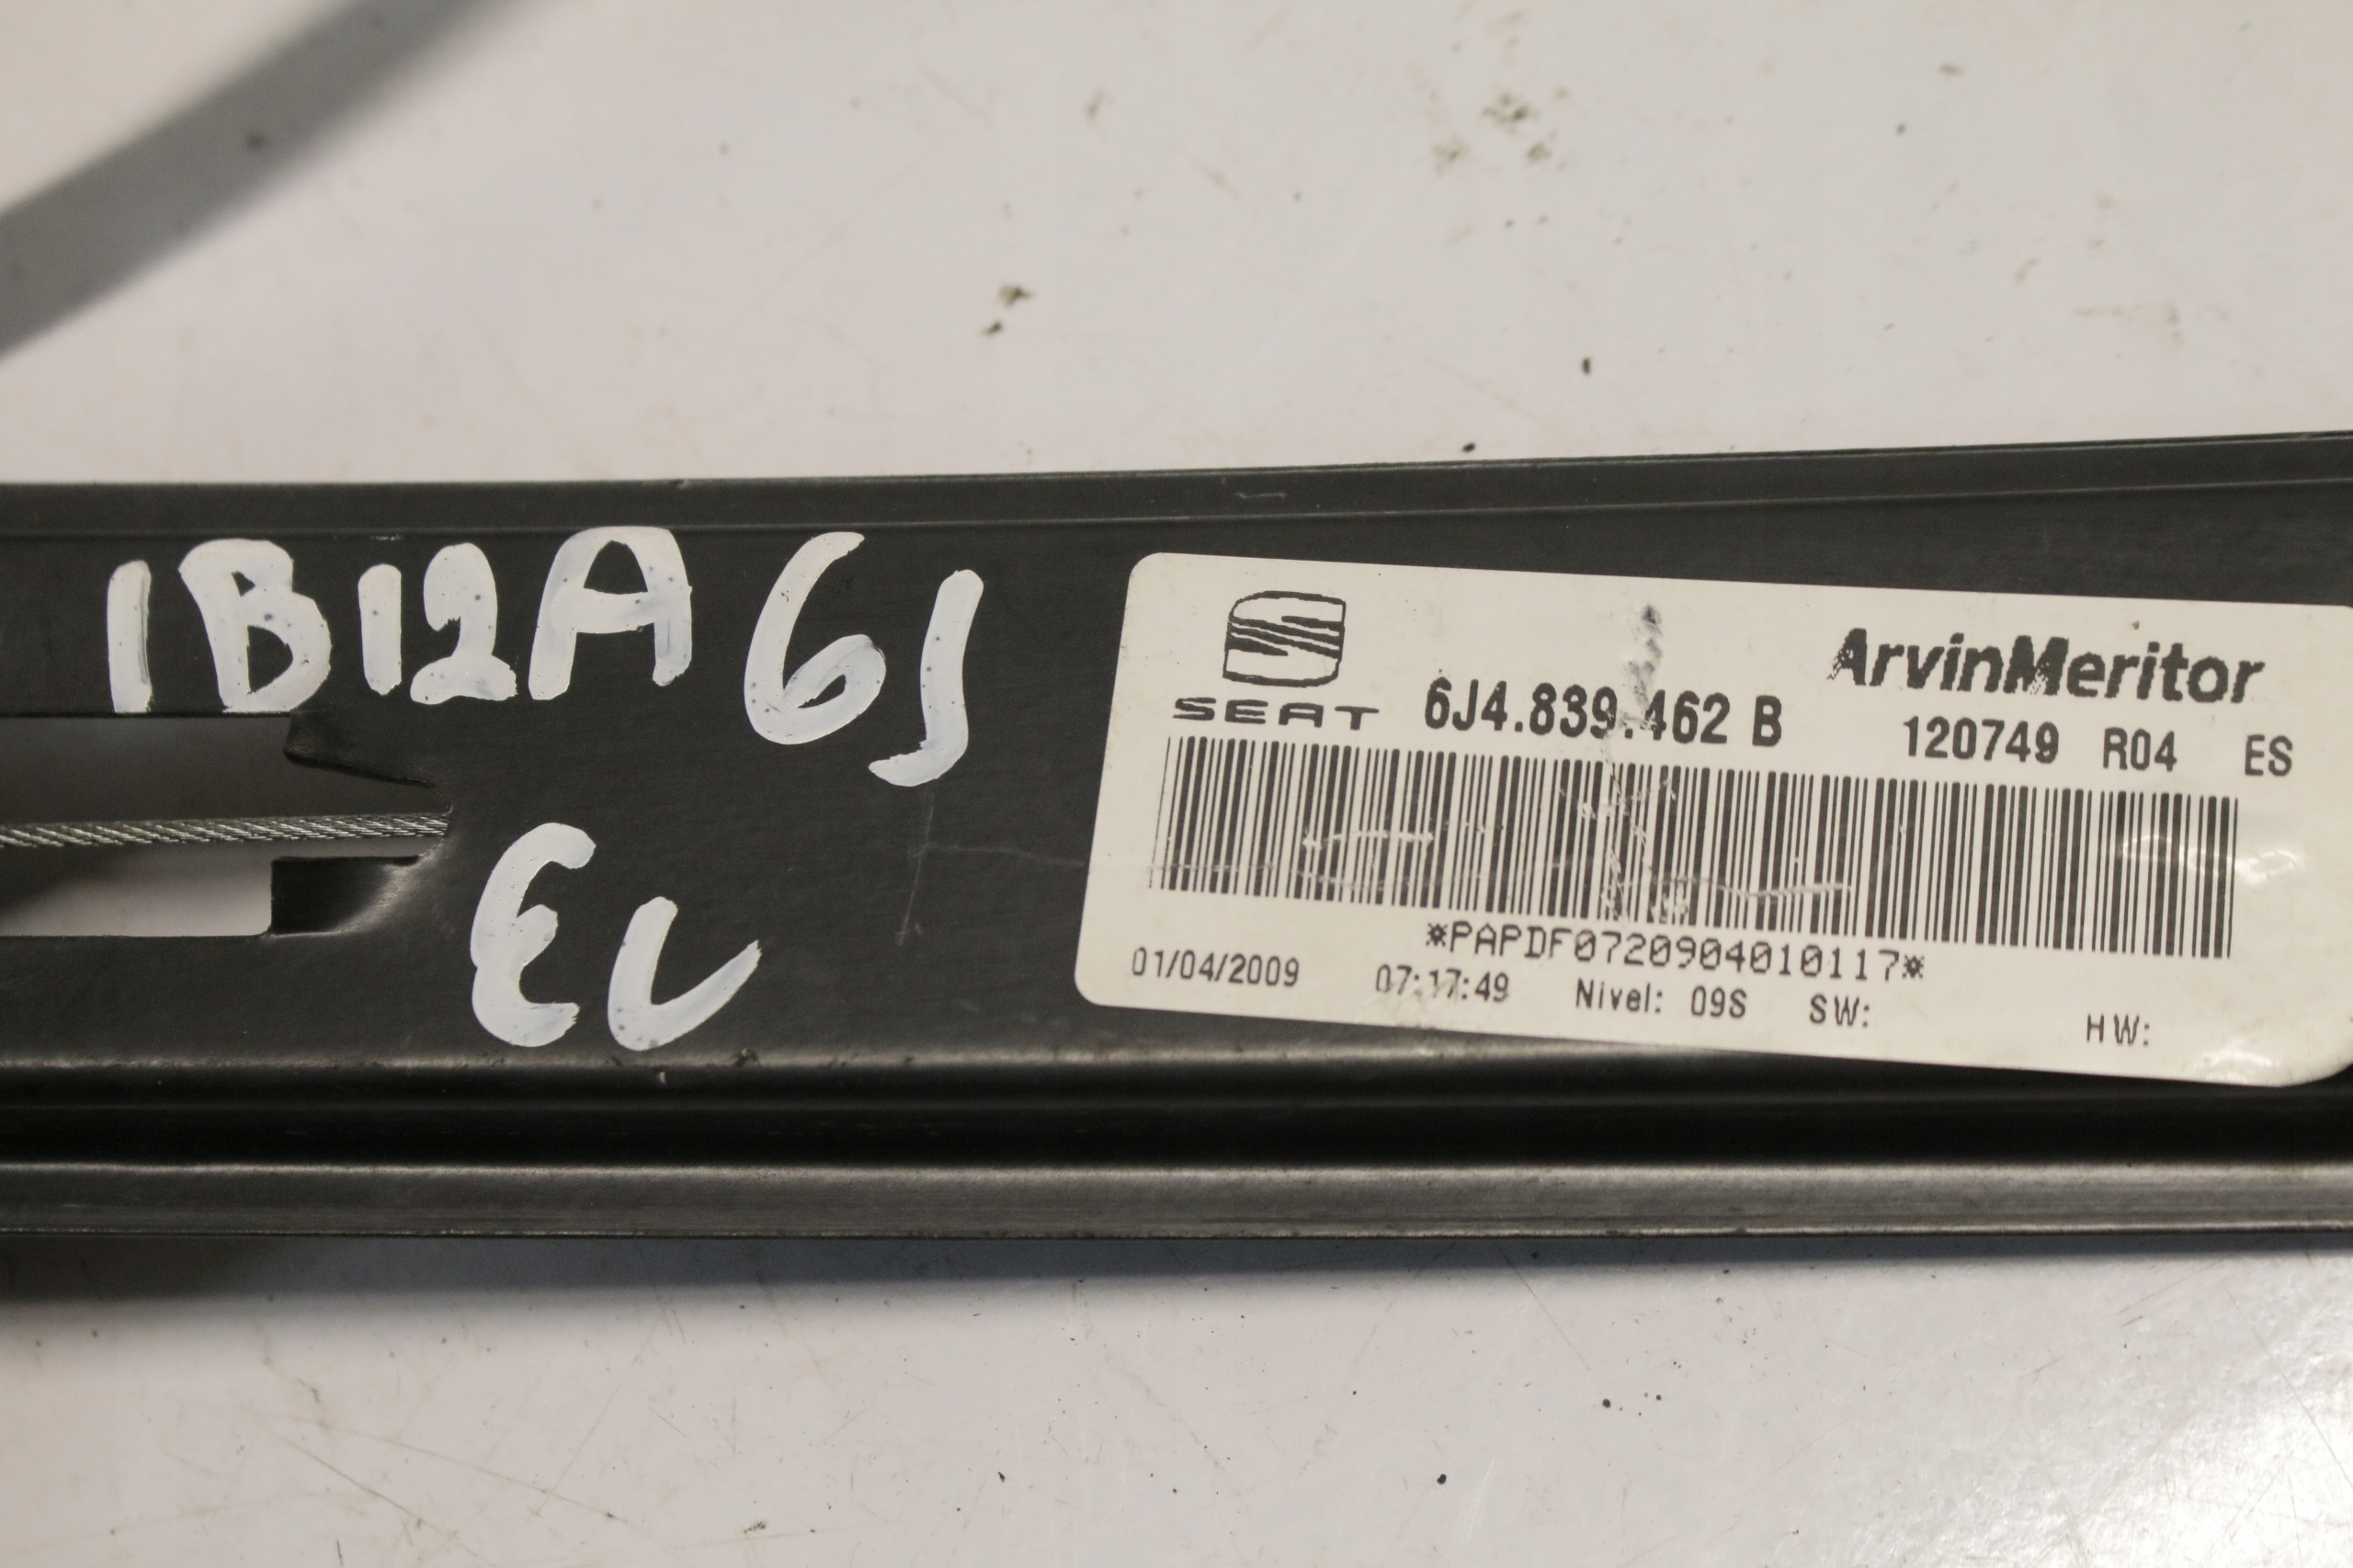 1B12A 6J
EL
SEAT
6J4.839.462 B
ArvinMeritor
120749 R04 ES
*PAPDF0720904010117*
01/04/2009 07:17:49 Nivel: 09S SW: HW: